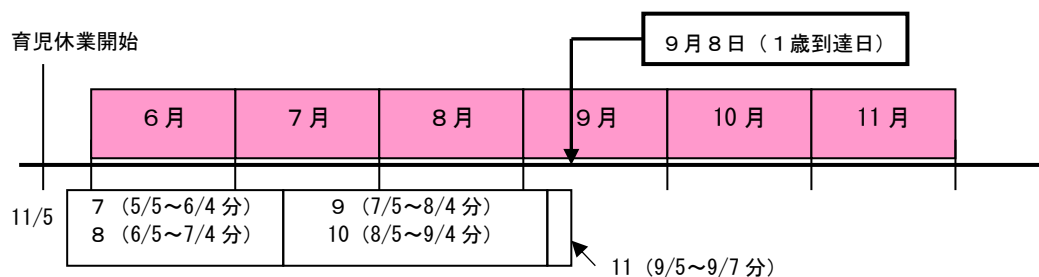 育児休業開始
９月８日（１歳到達日）
６月
７月
８月
９月
10月
11月
11/5
７（5/5～6/4 分）
８（6/5～7/4 分）
９（7/5～8/4 分）
10（8/5～9/4 分）
11（9/5～9/7 分）